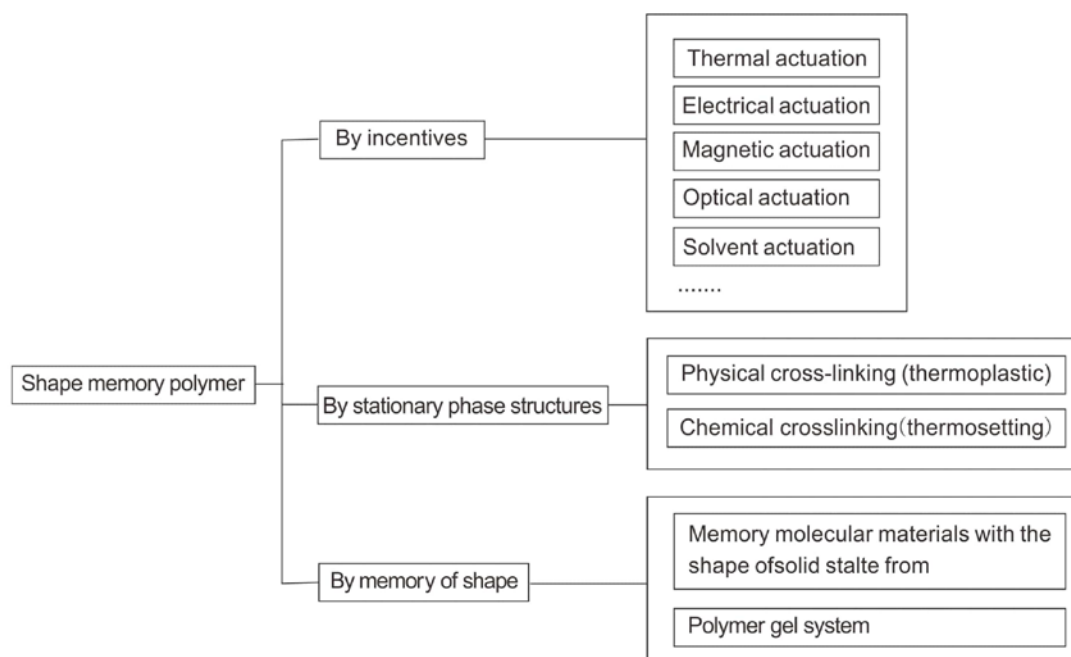 Shape memory polymer
By incentives
Thermal actuation
Electrical actuation
Magnetic actuation
Optical actuation
Solvent actuation
.......
By stationary phase structures
Physical cross-linking (thermoplastic)
Chemical crosslinking（thermosetting）
By memory of shape
Memory molecular materials with the
shape ofsolid stalte from
Polymer gel system